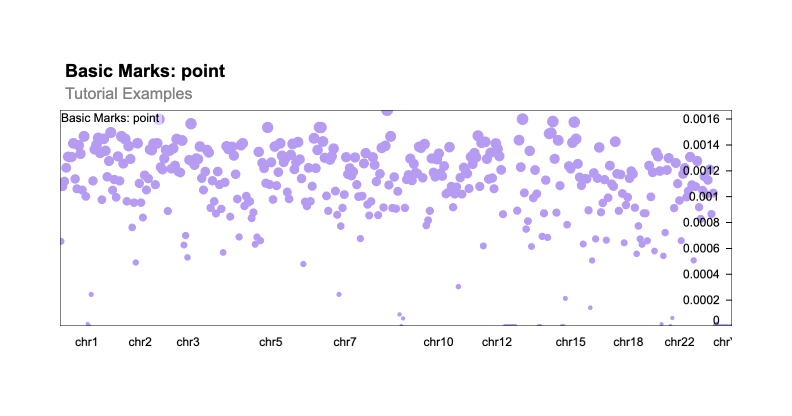 Basic Marks: point
Tutorial Examples
Basic Marks: point
0.0016
0.0014
0.0012
0.001
0.0008
0.0006
0.0004
0.0002
0
chr1 chr2 chr3 chr5 chr7 chr10 chr12 chr15 chr18 chr22 chr